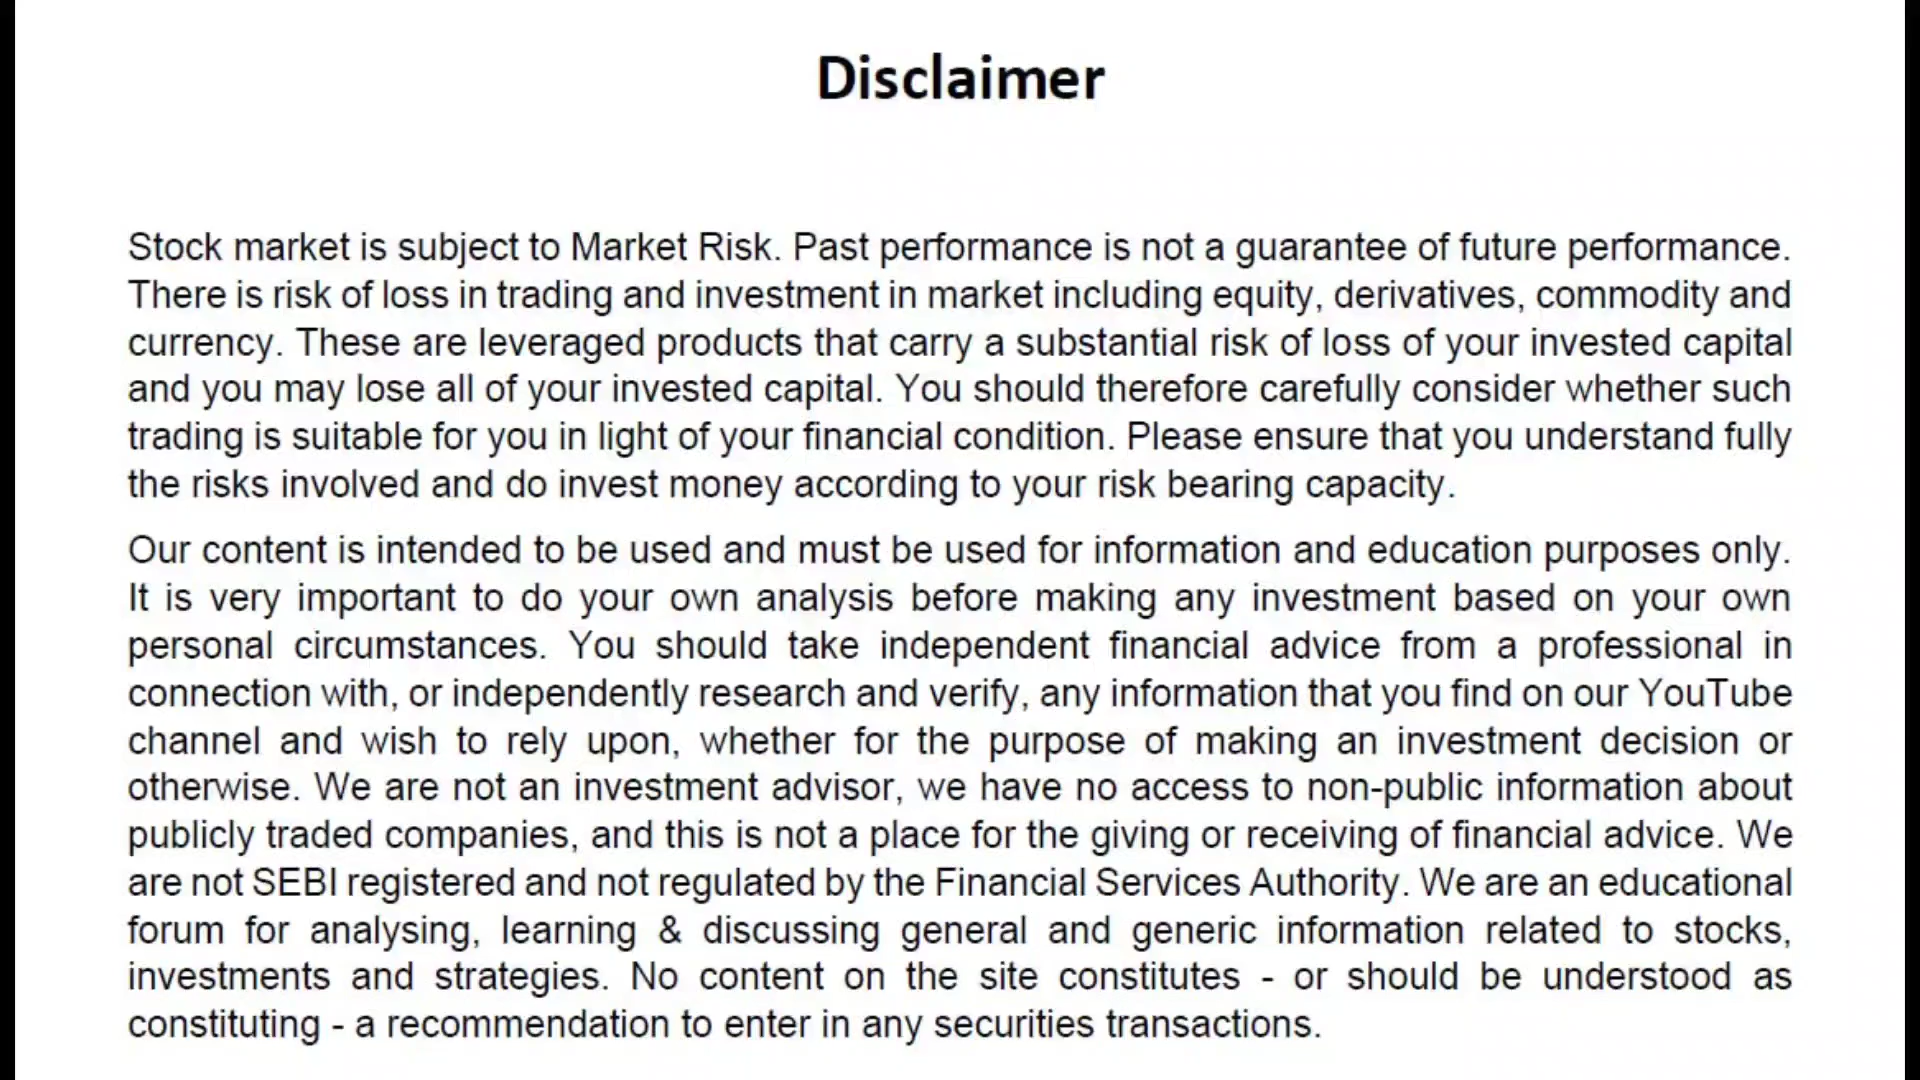 Disclaimer
Stock market is subject to Market Risk. Past performance is not a guarantee of future performance.
There is risk of loss in trading and investment in market including equity, derivatives, commodity and
currency. These are leveraged products that carry a substantial risk of loss of your invested capital
and you may lose all of your invested capital. You should therefore carefully consider whether such
trading is suitable for you in light of your financial condition. Please ensure that you understand fully
the risks involved and do invest money according to your risk bearing capacity.
Our content is intended to be used and must be used for information and education purposes only.
It is very important to do your own analysis before making any investment based on your own
personal circumstances. You should take independent financial advice from a professional in
connection with, or independently research and verify, any information that you find on our YouTube
channel and wish to rely upon, whether for the purpose of making an investment decision or
otherwise. We are not an investment advisor, we have no access to non-public information about
publicly traded companies, and this is not a place for the giving or receiving of financial advice. We
are not SEBI registered and not regulated by the Financial Services Authority. We are an educational
forum for analysing, learning & discussing general and generic information related to stocks,
investments and strategies. No content on the site constitutes - or should be understood as
constituting - a recommendation to enter in any securities transactions.